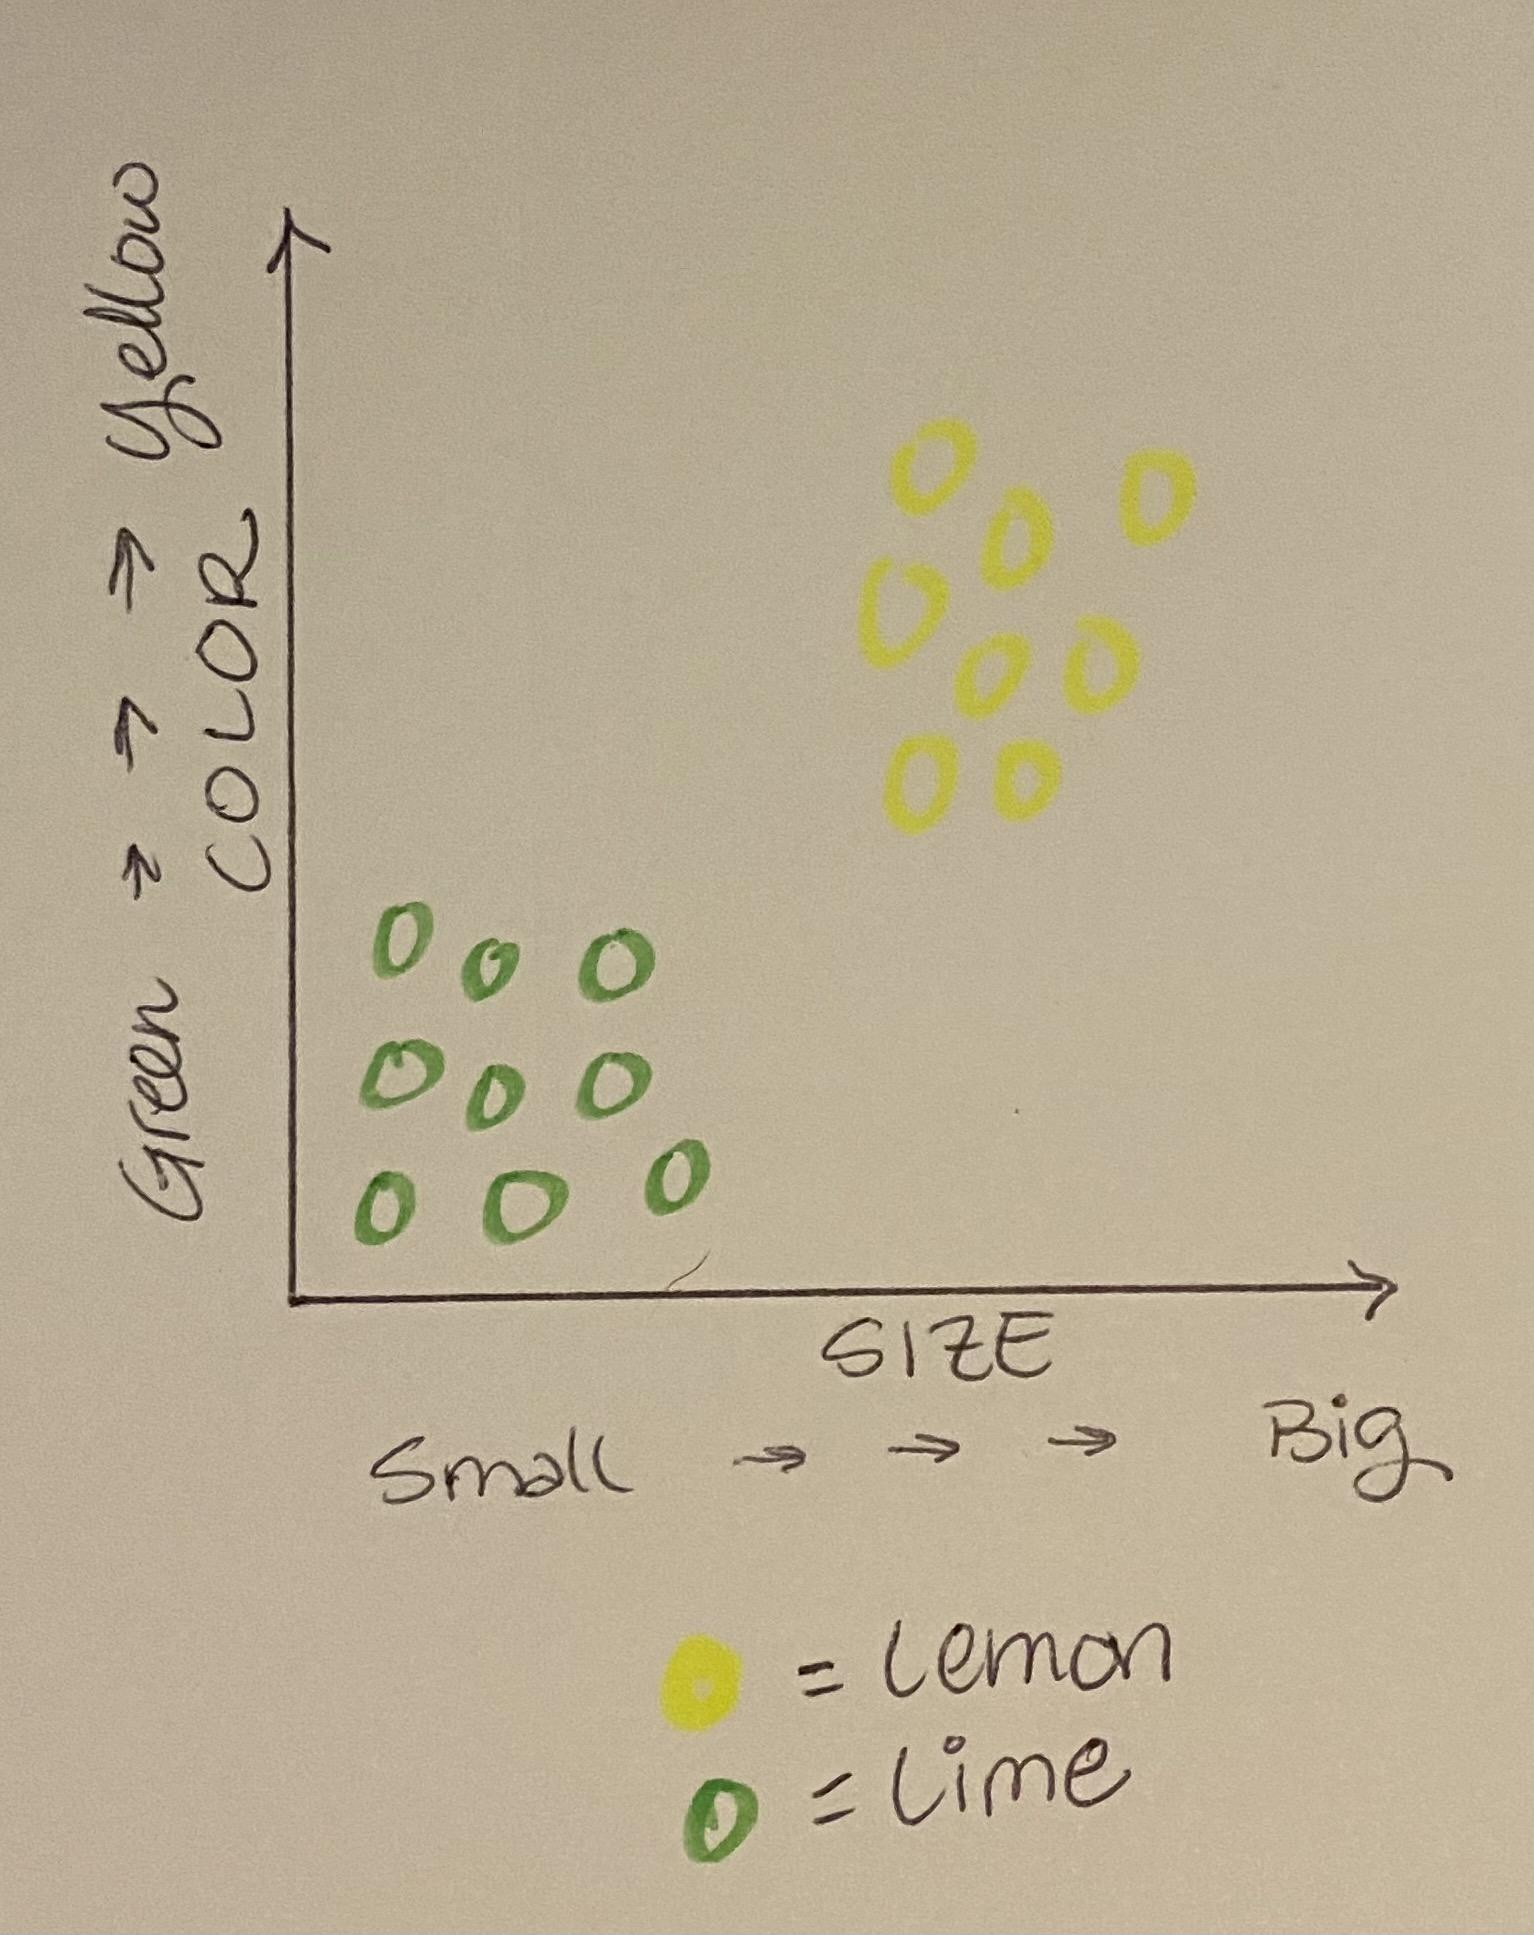 Green → → → Yellow
COLOR
SIZE
Small → → → Big
= Lemon
= Lime